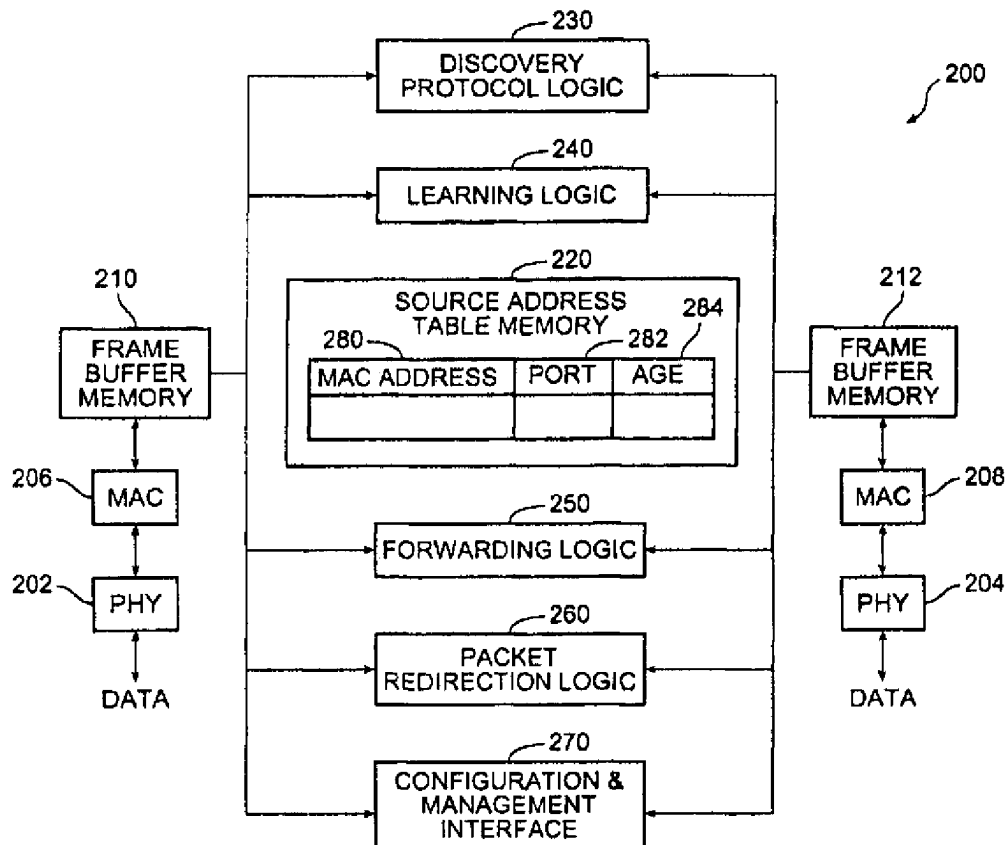 230
DISCOVERY
PROTOCOL LOGIC
200
240
LEARNING LOGIC
220
SOURCE ADDRESS
TABLE MEMORY
280
282
284
MAC ADDRESS
PORT
AGE
210
FRAME
BUFFER
MEMORY
212
FRAME
BUFFER
MEMORY
206
MAC
208
MAC
250
FORWARDING LOGIC
202
PHY
204
PHY
260
PACKET
REDIRECTION LOGIC
DATA
DATA
270
CONFIGURATION &
MANAGEMENT
INTERFACE